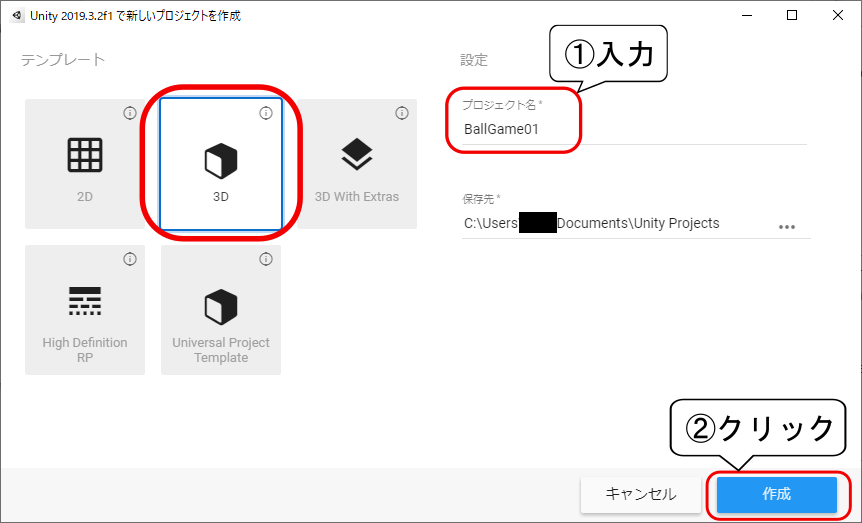 Unity 2019.3.2f1 で新しいプロジェクトを作成
テンプレート
設定
①入力
プロジェクト名*
BallGame01
2D
3D
3D With Extras
保存先*
C:\Users\
Documents\Unity Projects
High Definition
RP
Universal Project
Template
②クリック
キャンセル
作成